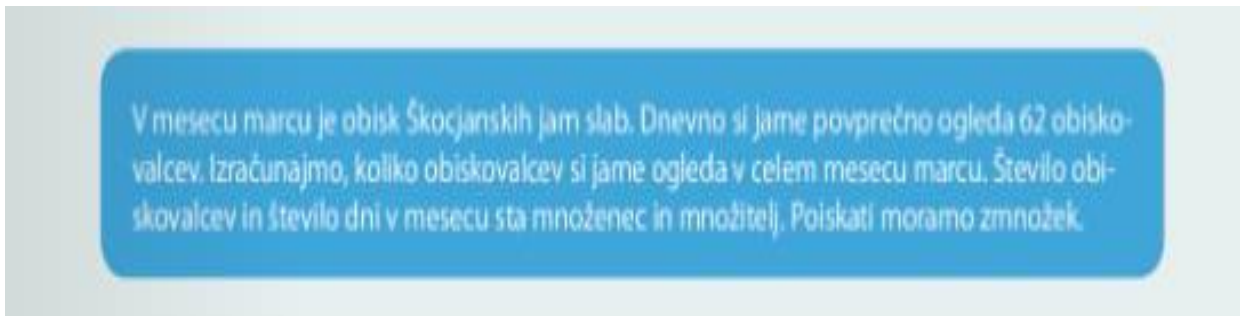 V mesecu marcu je obisk Škocjanskih jam slab. Dnevno si jame povprečno ogleda 62 obisko-
valcev. Izračunajmo, koliko obiskovalcev si jame ogleda v celem mesecu marcu. Število obi-
skovalcev in število dni v mesecu sta množenec in množitelj. Poiskati moramo zmnožek.